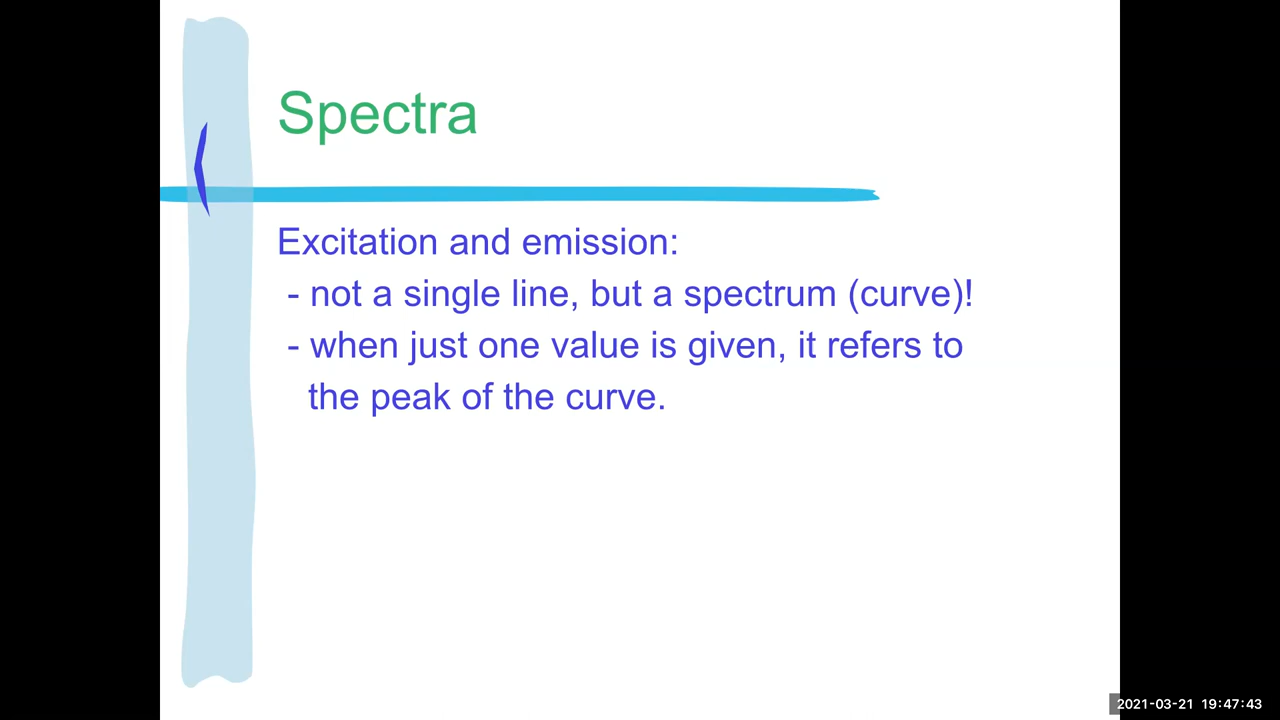 Spectra
Excitation and emission:
- not a single line, but a spectrum (curve)!
- when just one value is given, it refers to
the peak of the curve.
2021-03-21 19:47:43